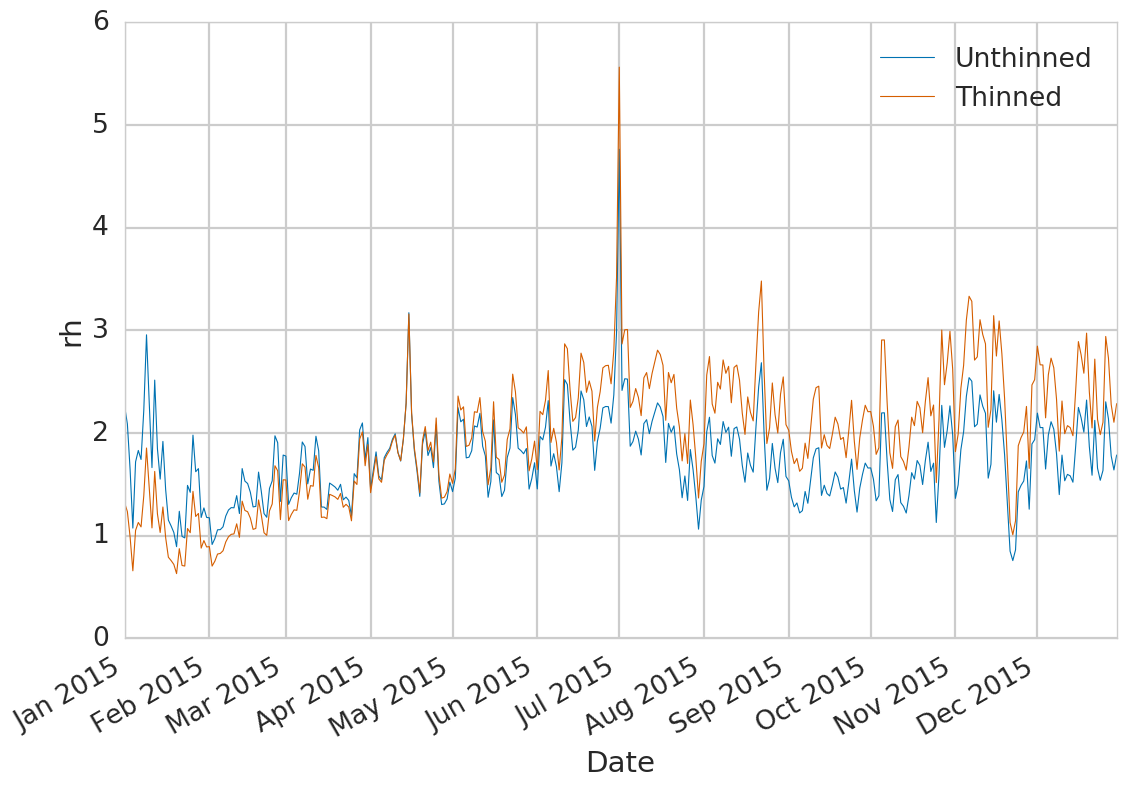 6
5
4
3
2
1
0
rh
Unthinned
Thinned
Jan 2015
Feb 2015
Mar 2015
Apr 2015
May 2015
Jun 2015
Jul 2015
Aug 2015
Sep 2015
Oct 2015
Nov 2015
Dec 2015
Date